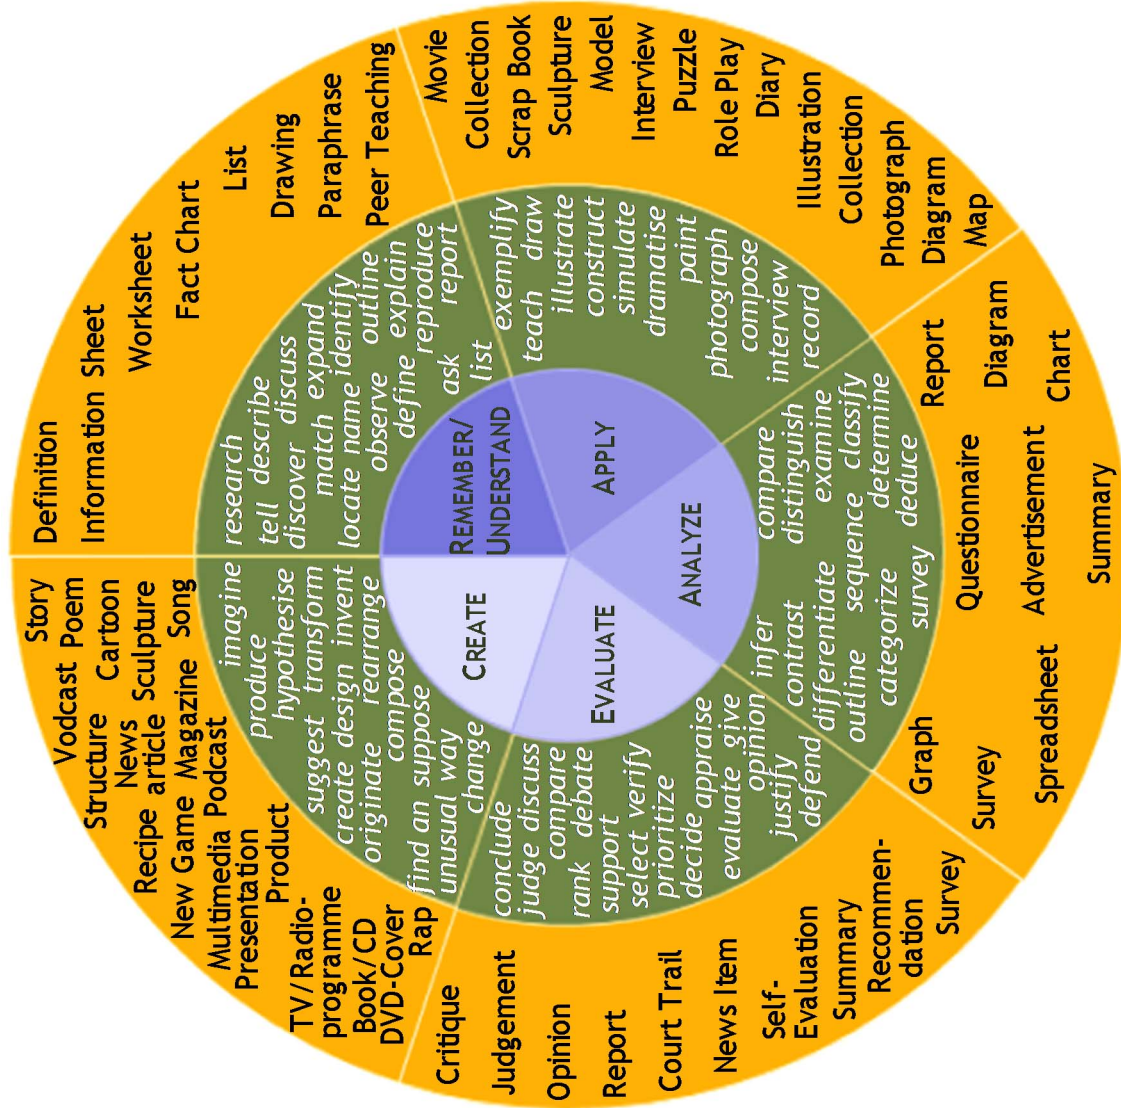 REMEMBER/
UNDERSTAND
APPLY
ANALYZE
EVALUATE
CREATE
research
tell describe
discover discuss
match expand
locate name identify
observe outline
define explain
reproduce
ask report
list
exemplify
teach draw
illustrate
construct
simulate
dramatise
paint
photograph
compose
interview
record
infer compare
contrast distinguish
differentiate examine
outline sequence classify
categorize determine
survey deduce
conclude
judge discuss
compare
rank debate
support
select verify
prioritize
decide appraise
evaluate give
opinion
justify
defend
imagine
produce
hypothesise
suggest transform
create design invent
originate rearrange
compose
find an suppose
unusual way
change
Definition
Information Sheet
Worksheet
Fact Chart
List
Drawing
Paraphrase
Peer Teaching
Movie
Collection
Scrap Book
Sculpture
Model
Interview
Puzzle
Role Play
Diary
Illustration
Collection
Photograph
Diagram
Map
Report
Diagram
Chart
Questionnaire
Advertisement
Summary
Graph
Survey
Spreadsheet
Critique
Judgement
Opinion
Report
Court Trail
News Item
Self-
Evaluation
Summary
Recommen-
dation
Survey
Story
Vodcast Poem
Structure Cartoon
News
Recipe article Sculpture
New Game Magazine Song
Multimedia Podcast
Presentation
Product
TV/Radio-
programme
Book/CD
DVD-Cover
Rap